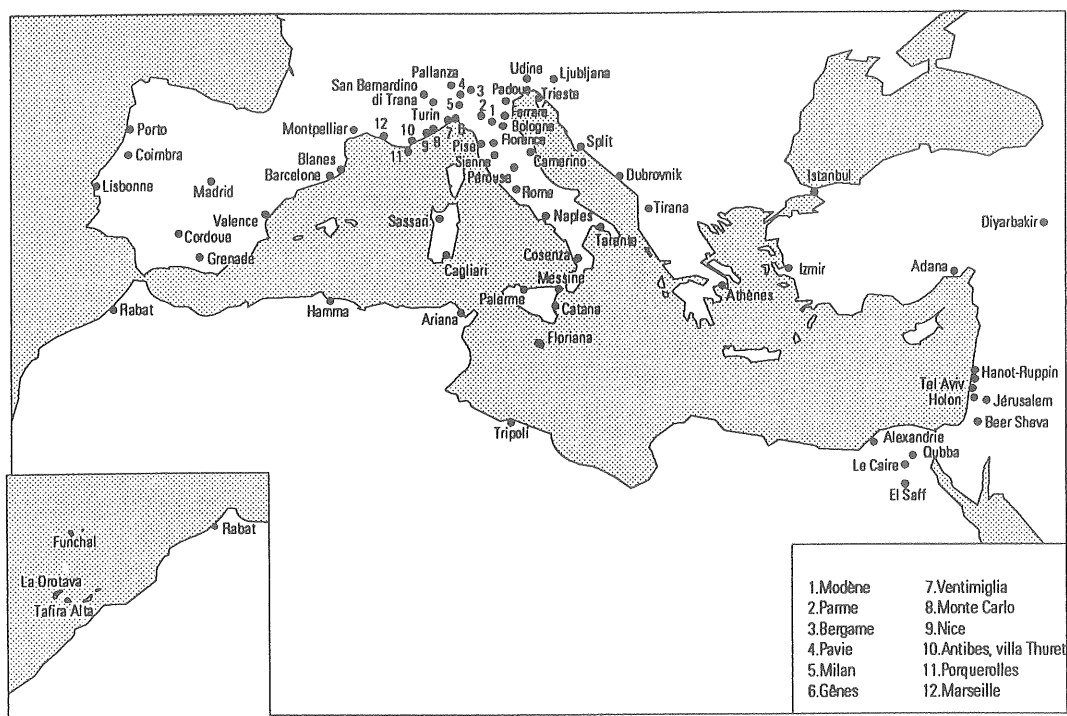 Udine
Ljubljana
Pallanza
San Bernardino
di Trana
4
3
Padoue
Trieste
5
2
1
Ferrara
Turin
Bologne
Porto
Montpellier
12
10
9
8
7
6
Florence
11
Pise
Split
Coimbra
Sienne
Camerino
Blanes
Barcelone
Pérouse
Dubrovnik
Istanbul
Lisbonne
Madrid
Rome
Tirana
Valence
Sassari
Naples
Diyarbakir
Cordoue
Tarente
Grenade
Cosenza
Izmir
Adana
Cagliari
Messine
Athènes
Palerme
Rabat
Hamma
Ariana
Catana
Floriana
Hanot-Ruppin
Tel Aviv
Holon
Jérusalem
Beer Sheva
Tripoli
Alexandrie
Qubba
Le Caire
El Saff
Rabat
Funchal
La Orotava
Tafira Alta
1.Modène
2.Parme
3.Bergame
4.Pavie
5.Milan
6.Gênes
7.Ventimiglia
8.Monte Carlo
9.Nice
10.Antibes, villa Thuret
11.Porquerolles
12.Marseille